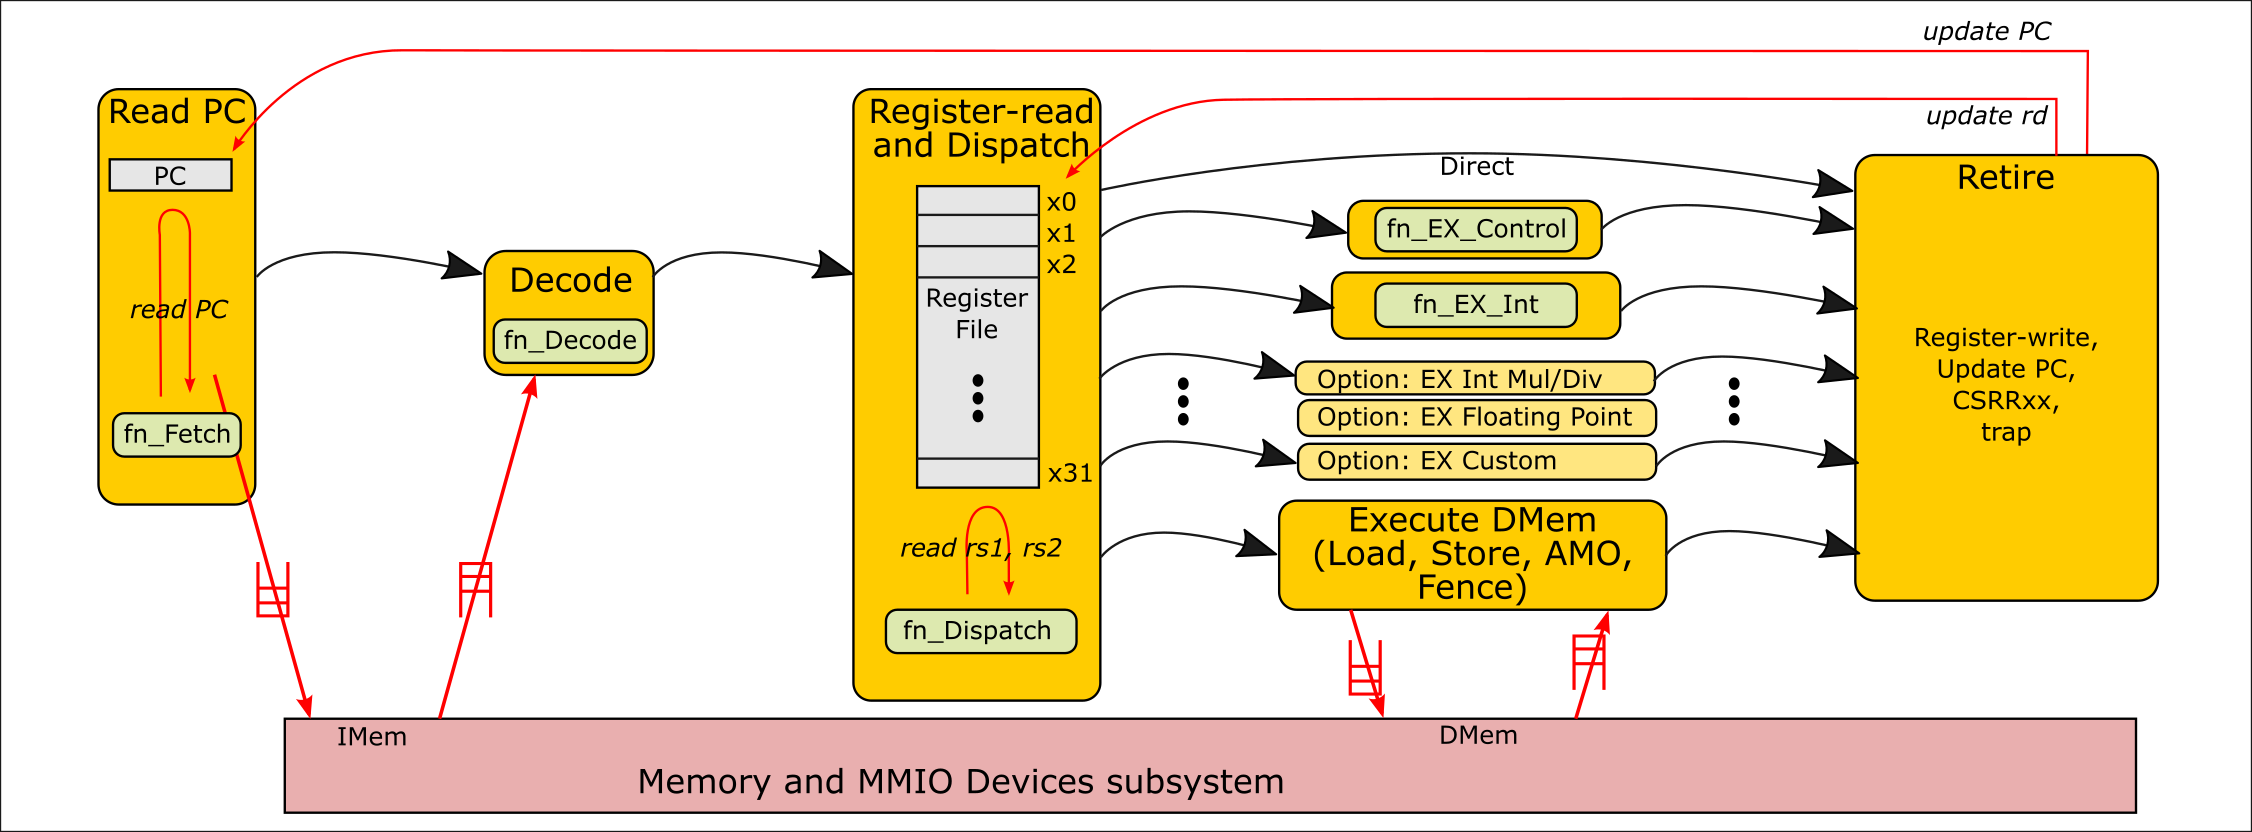 update PC
update rd
Read PC
PC
read PC
fn_Fetch
Decode
fn_Decode
Register-read
and Dispatch
x0
x1
x2
Register
File
x31
read rs1, rs2
fn_Dispatch
Direct
fn_EX_Control
fn_EX_Int
Option: EX Int Mul/Div
Option: EX Floating Point
Option: EX Custom
Execute DMem
(Load, Store, AMO,
Fence)
Retire
Register-write,
Update PC,
CSRRxx,
trap
IMem
DMem
Memory and MMIO Devices subsystem